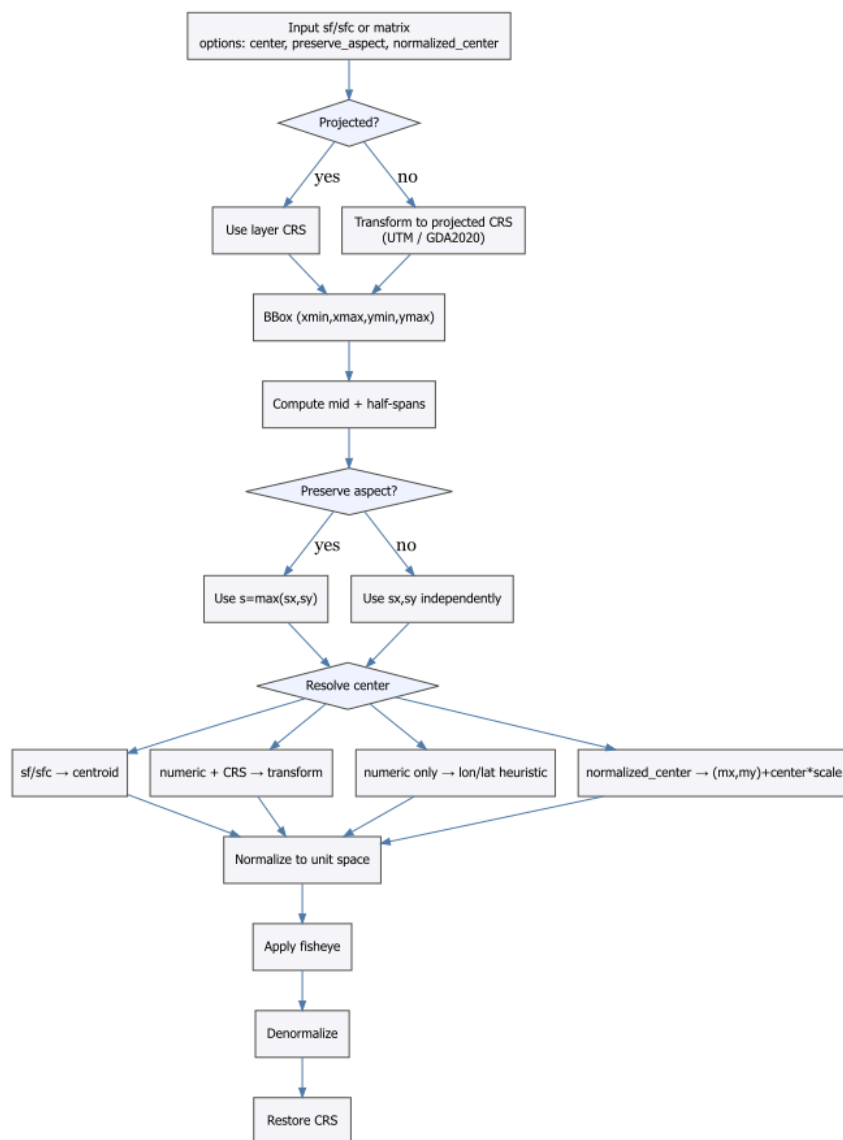 Input sf/sfc or matrix
options: center, preserve_aspect, normalized_center
Projected?
yes
no
Use layer CRS
Transform to projected CRS
(UTM / GDA2020)
BBox (xmin,xmax,ymin,ymax)
Compute mid + half-spans
Preserve aspect?
yes
no
Use s=max(sx,sy)
Use sx,sy independently
Resolve center
sf/sfc → centroid
numeric + CRS → transform
numeric only → lon/lat heuristic
normalized_center → (mx,my)+center*scale
Normalize to unit space
Apply fisheye
Denormalize
Restore CRS